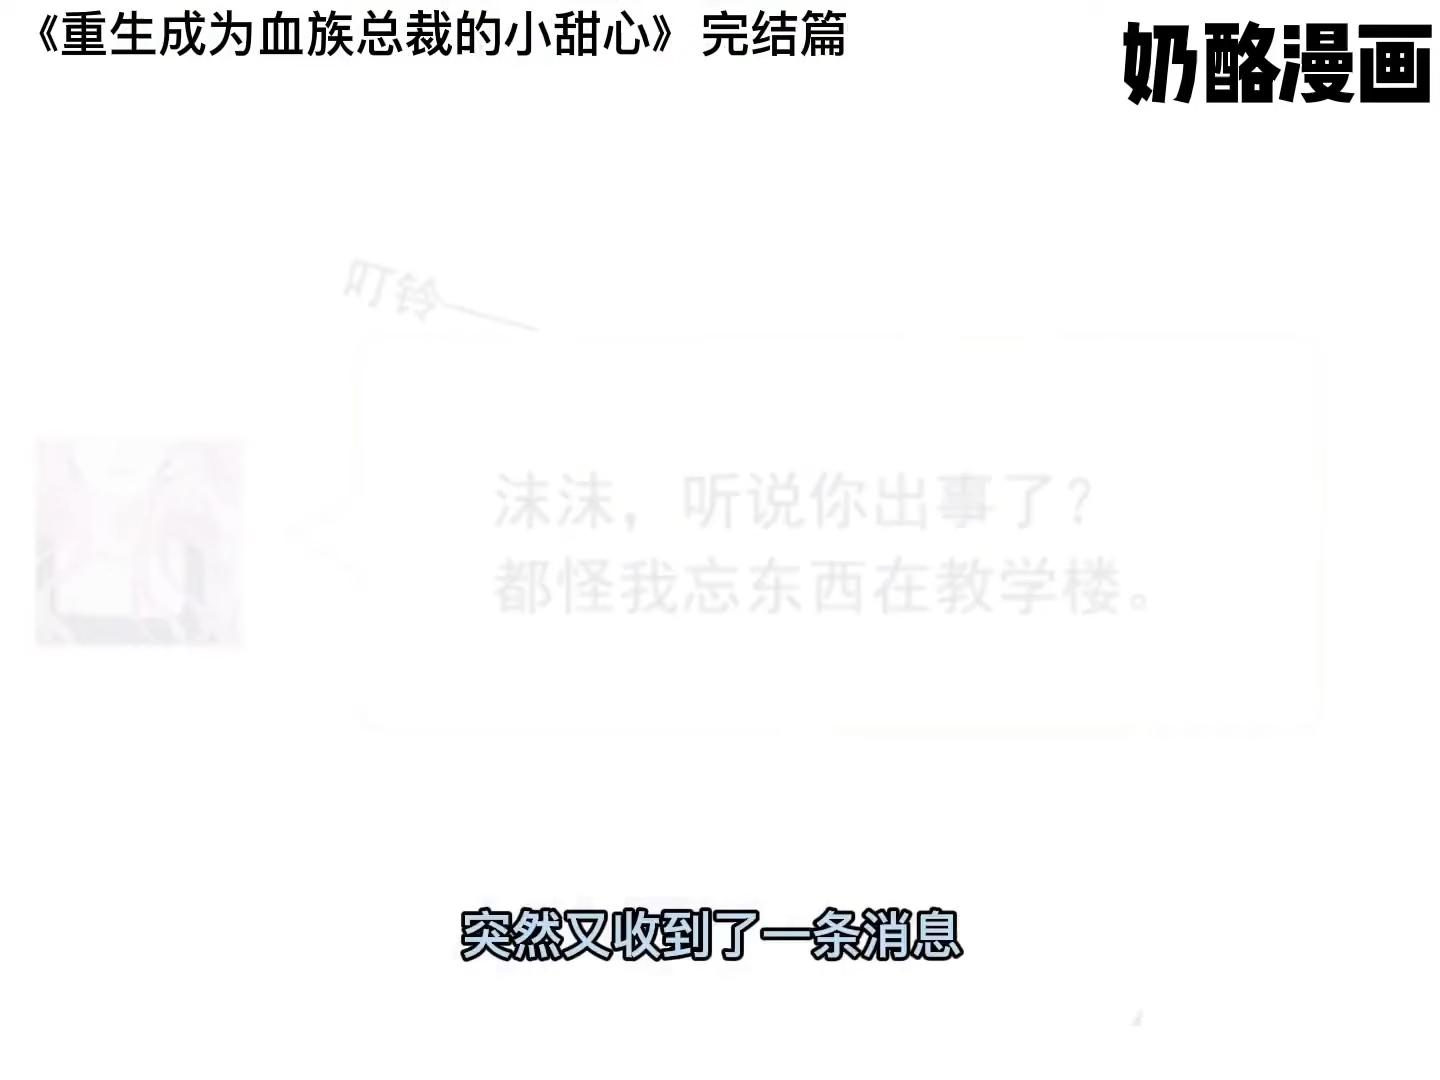 《重生成为血族总裁的小甜心》 完结篇
奶酪漫画
叮铃——
沫沫，听说你出事了？
都怪我忘东西在教学楼。
突然又收到了一条消息